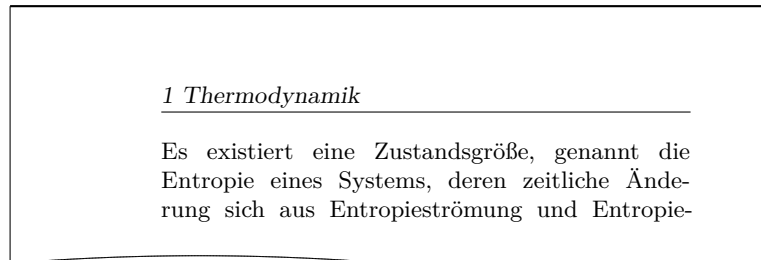 1 Thermodynamik
Es existiert eine Zustandsgröße, genannt die
Entropie eines Systems, deren zeitliche Ände-
rung sich aus Entropieströmung und Entropie-